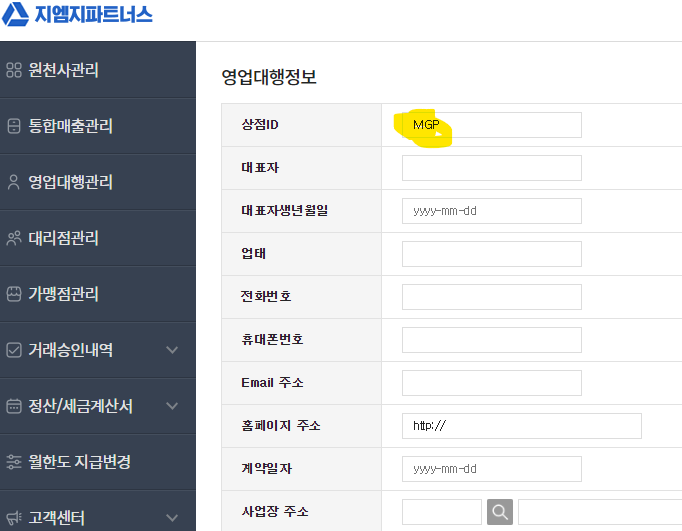 지엠지파트너스
원천사관리
통합매출관리
영업대행관리
대리점관리
가맹점관리
거래승인내역
정산/세금계산서
월한도 지급변경
고객센터
영업대행정보
상점ID MGP
대표자
대표자생년월일 yyyy-mm-dd
업태
전화번호
휴대폰번호
Email 주소
홈페이지 주소 http://
계약일자 yyyy-mm-dd
사업장 주소